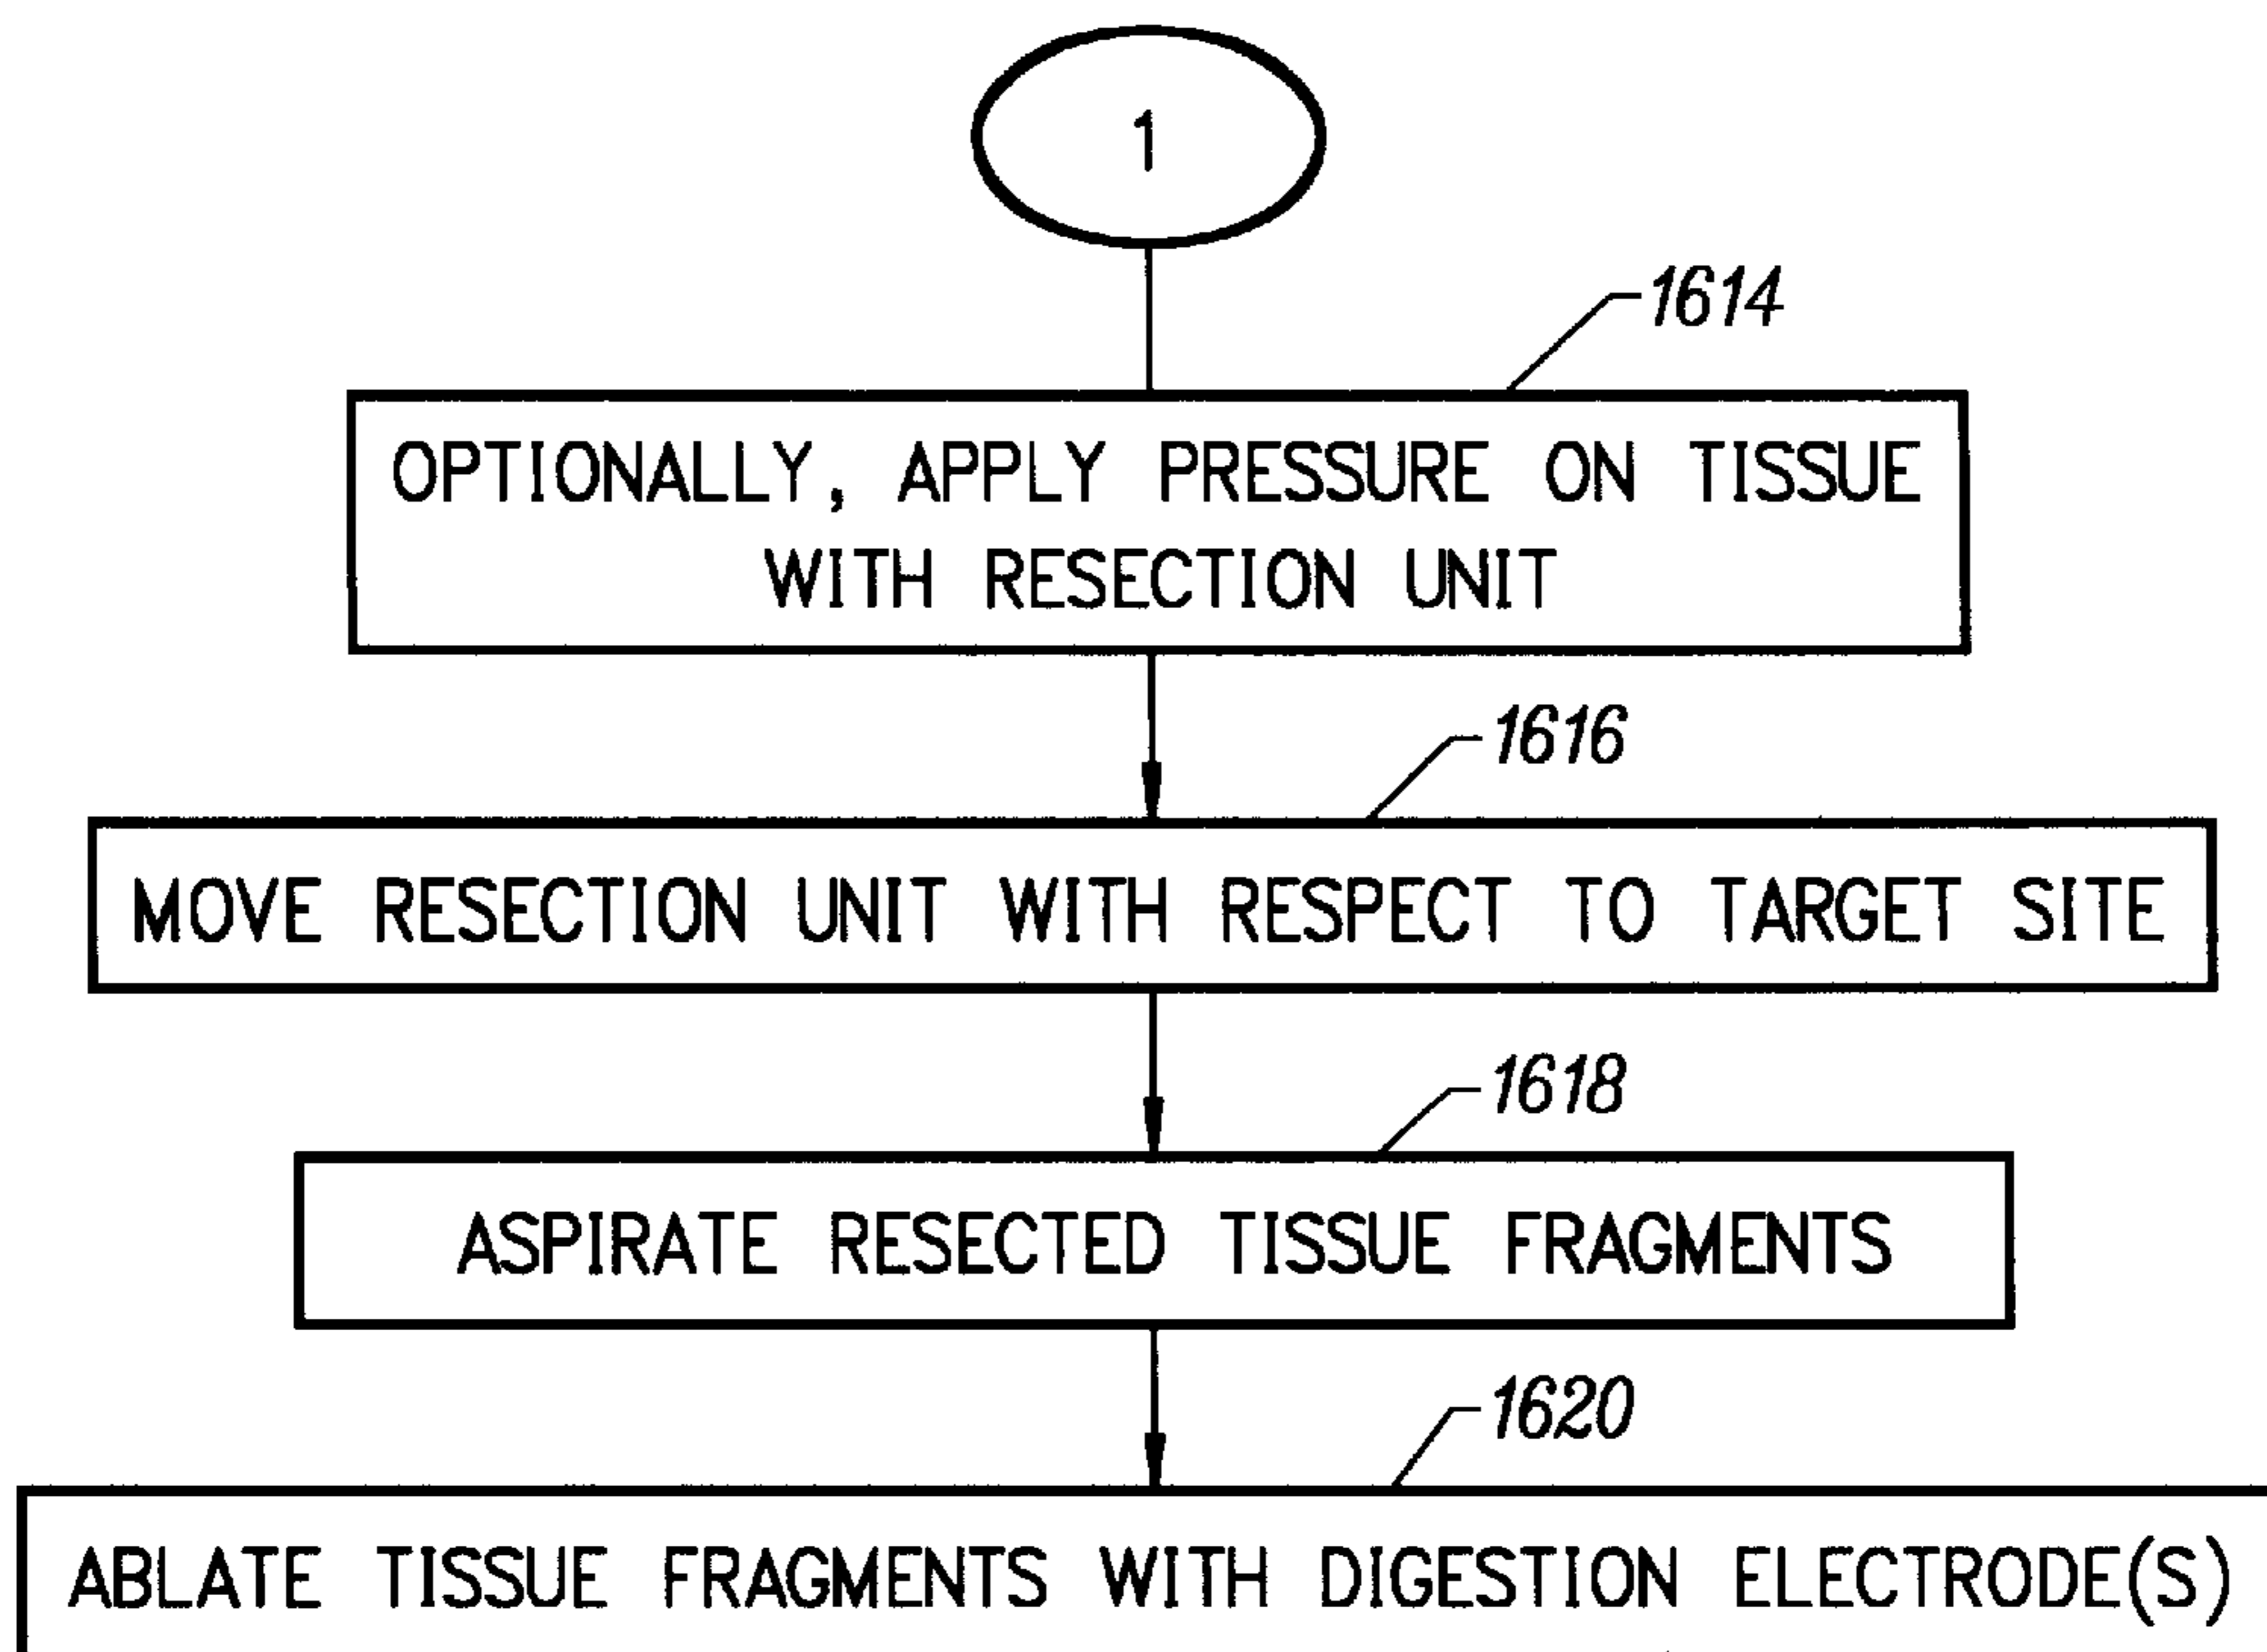 1
1614
OPTIONALLY, APPLY PRESSURE ON TISSUE
WITH RESECTION UNIT
1616
MOVE RESECTION UNIT WITH RESPECT TO TARGET SITE
1618
ASPIRATE RESECTED TISSUE FRAGMENTS
1620
ABLATE TISSUE FRAGMENTS WITH DIGESTION ELECTRODE(S)